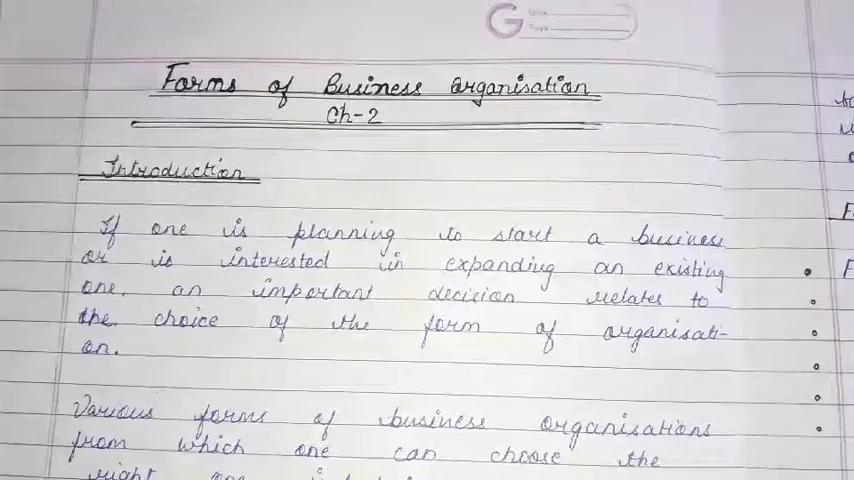 Forms of Business Organisation
Ch-2
Introduction
If one is planning to start a business
or is interested in expanding an existing
one. an important decision relates to
the choice of the form of organisati-
on.
Various forms of business organisations
from which one can choose the
right one